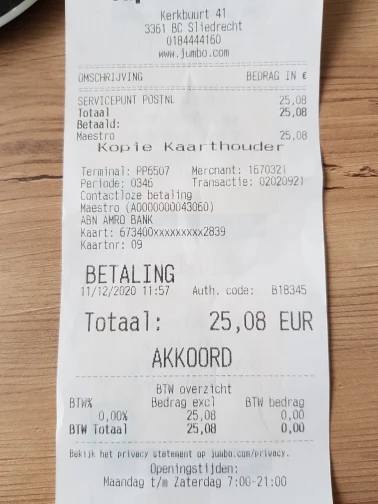 Kerkbuurt 41
3361 BC Sliedrecht
0184444160
www.jumbo.com
OMSCHRIJVING BEDRAG IN €
SERVICEPUNT POSTNL 25,08
Totaal 25,08
Betaald:
Maestro 25,08
Kopie Kaarthouder
Terminal: PP6507 Merchant: 1670321
Periode: 0346 Transactie: 02020921
Contactloze betaling
Maestro (A0000000043060)
ABN AMRO BANK
Kaart: 673400xxxxxxxxx2839
Kaartnr: 09
BETALING
11/12/2020 11:57 Auth. code: B18345
Totaal: 25,08 EUR
AKKOORD
BTW overzicht
BTW% Bedrag excl BTW bedrag
0,00% 25,08 0,00
BTW Totaal 25,08 0,00
Bekijk het privacy statement op jumbo.com/privacy.
Openingstijden:
Maandag t/m Zaterdag 7:00-21:00